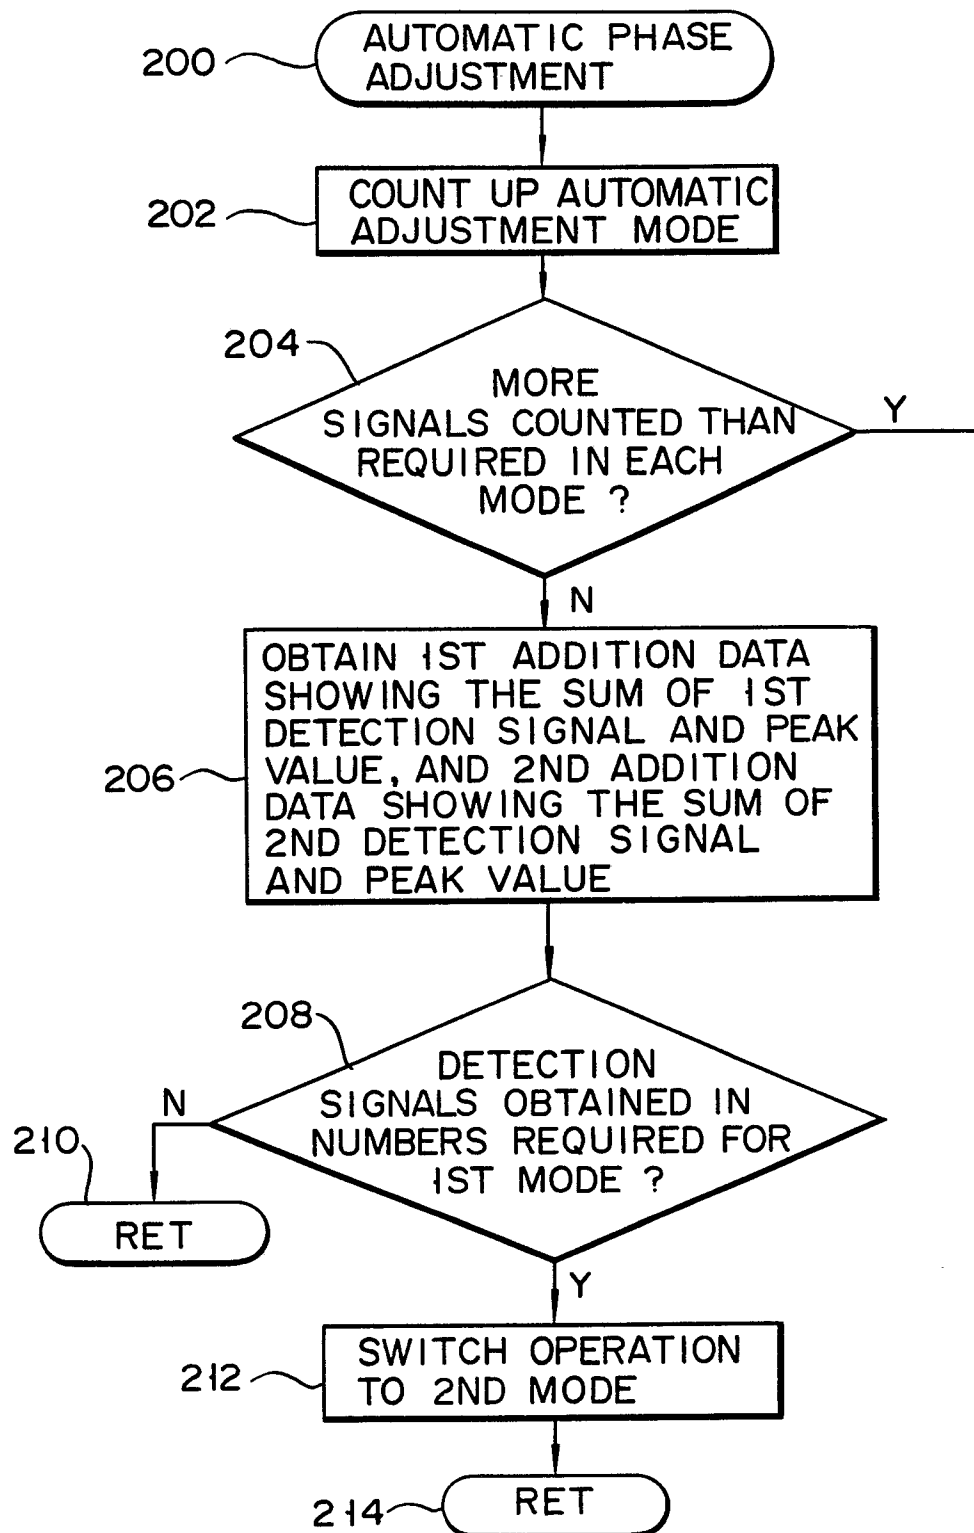 200
AUTOMATIC PHASE
ADJUSTMENT
202
COUNT UP AUTOMATIC
ADJUSTMENT MODE
204
MORE
SIGNALS COUNTED THAN
REQUIRED IN EACH
MODE ?
Y
N
206
OBTAIN 1ST ADDITION DATA
SHOWING THE SUM OF 1ST
DETECTION SIGNAL AND PEAK
VALUE, AND 2ND ADDITION
DATA SHOWING THE SUM OF
2ND DETECTION SIGNAL
AND PEAK VALUE
208
DETECTION
SIGNALS OBTAINED IN
NUMBERS REQUIRED FOR
1ST MODE ?
N
210
RET
Y
212
SWITCH OPERATION
TO 2ND MODE
214
RET